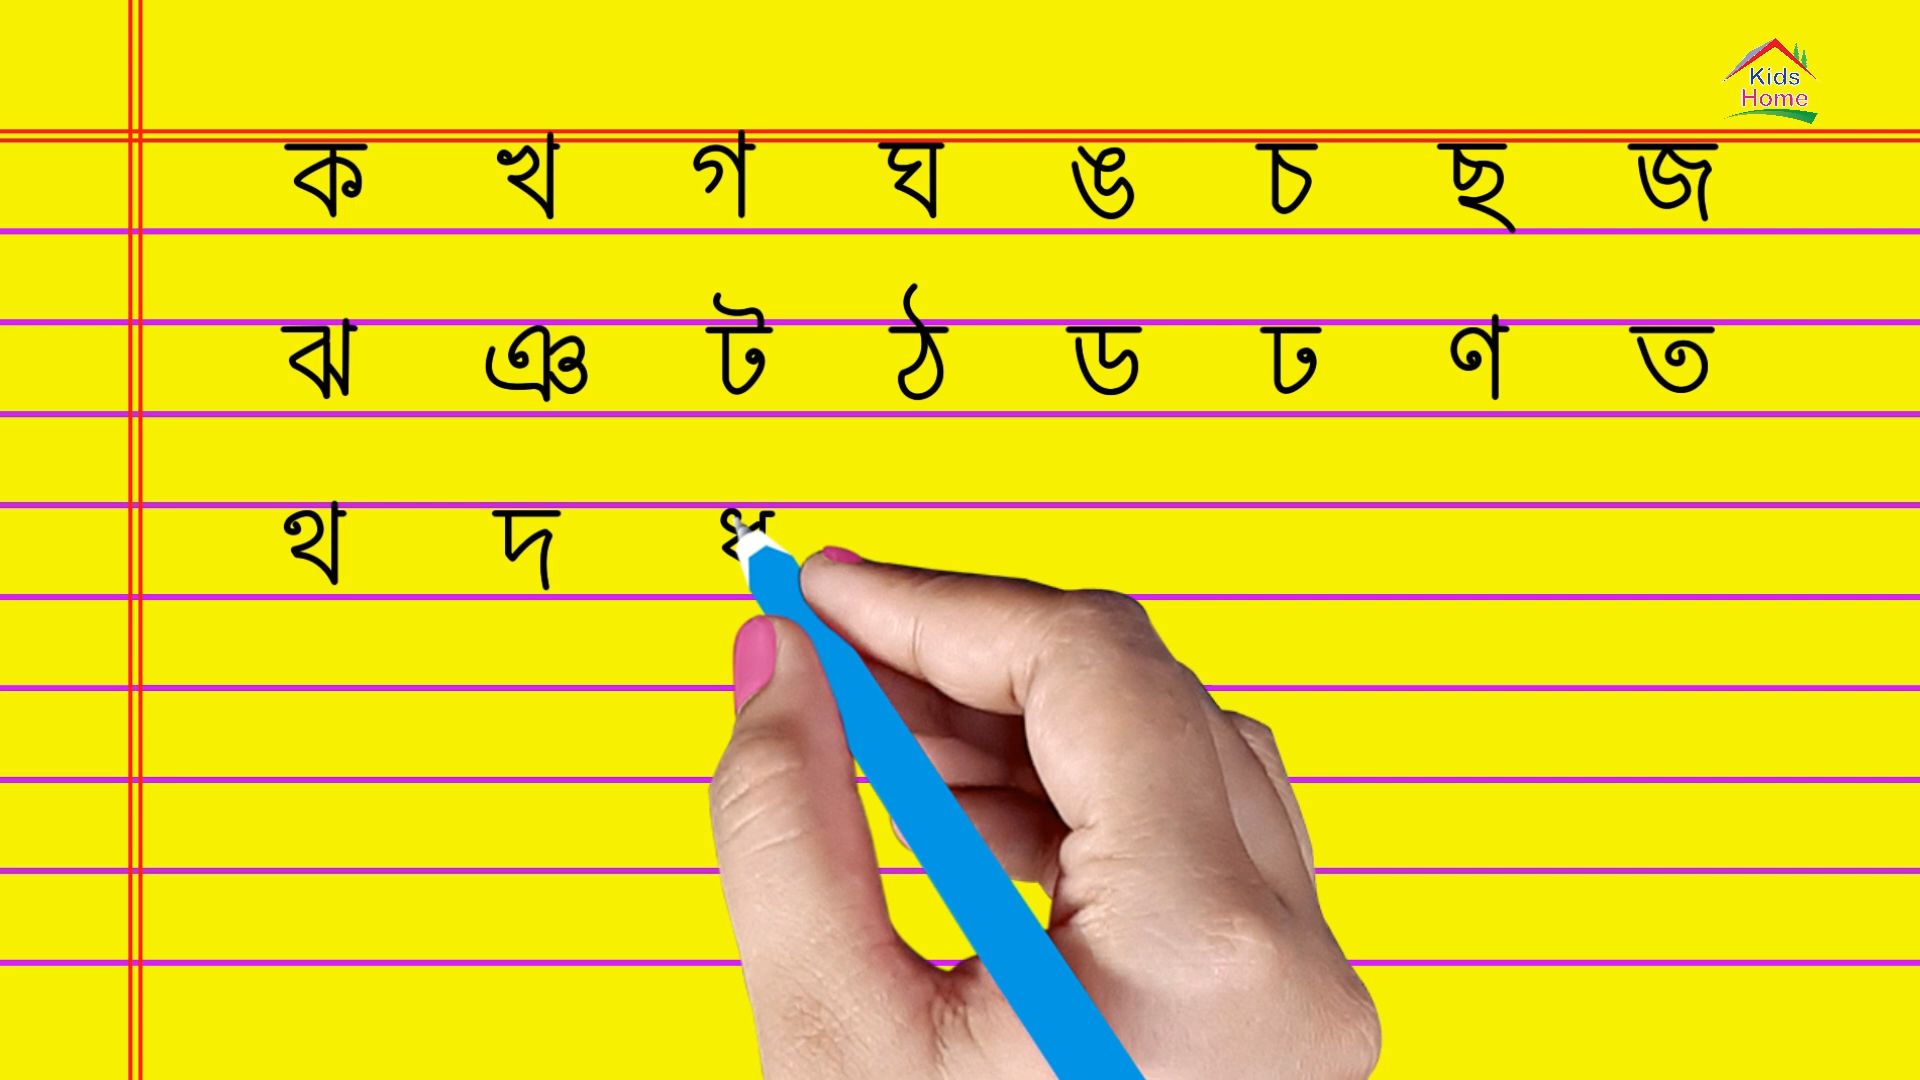 Kids
Home
ক খ গ ঘ ঙ চ ছ জ
ঝ ঞ ট ঠ ড ঢ ণ ত
থ দ ধ